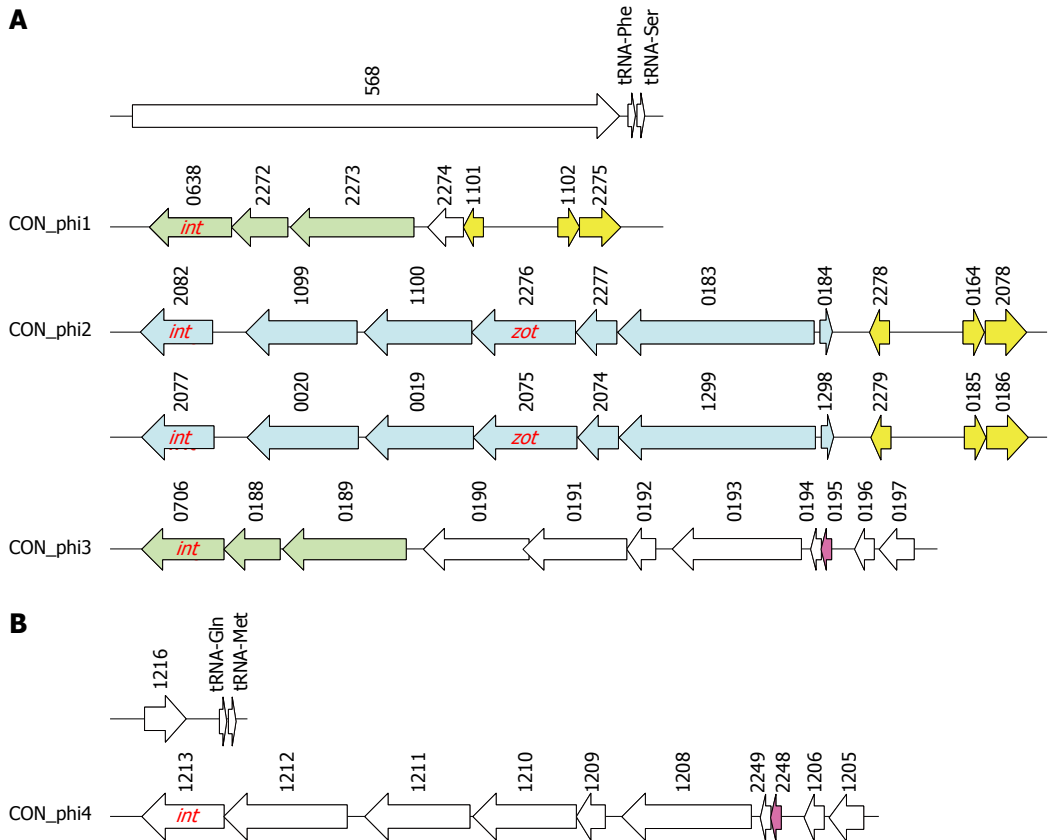 A
568 tRNA-Phe tRNA-Ser
0638 2272 2273 2274 1101 1102 2275
CON_phi1 int
2082 1099 1100 2276 2277 0183 0184 2278 0164 2078
CON_phi2 int zot
2077 0020 0019 2075 2074 1299 1298 2279 0185 0186
int zot
0706 0188 0189 0190 0191 0192 0193 0194 0195 0196 0197
CON_phi3 int
B
1216 tRNA-Gln tRNA-Met
1213 1212 1211 1210 1209 1208 2249 2248 1206 1205
CON_phi4 int